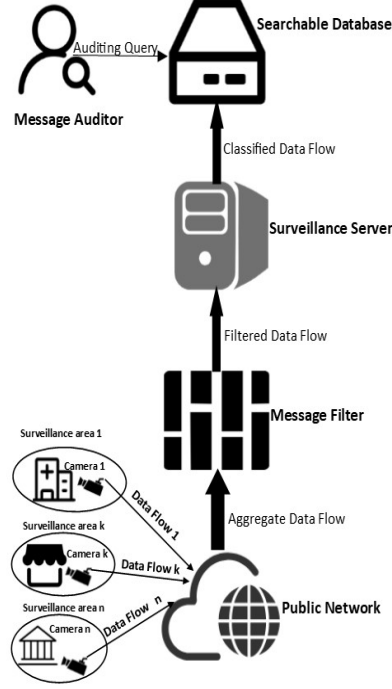 Searchable Database
Auditing Query
Message Auditor
Classified Data Flow
Surveillance Server
Filtered Data Flow
Message Filter
Surveillance area 1
Camera 1
Data Flow 1
Aggregate Data Flow
Surveillance area k
Camera k
Data Flow k
Surveillance area n
Camera n
Data Flow n
Public Network